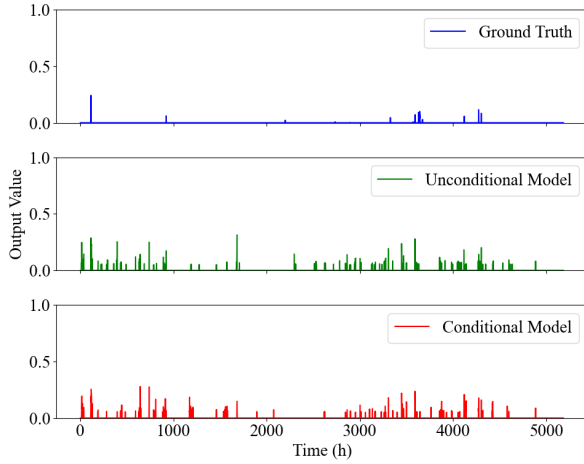 1.0
Ground Truth
0.5
0.0
1.0
Unconditional Model
0.5
0.0
Output Value
1.0
Conditional Model
0.5
0.0
0 1000 2000 3000 4000 5000
Time (h)